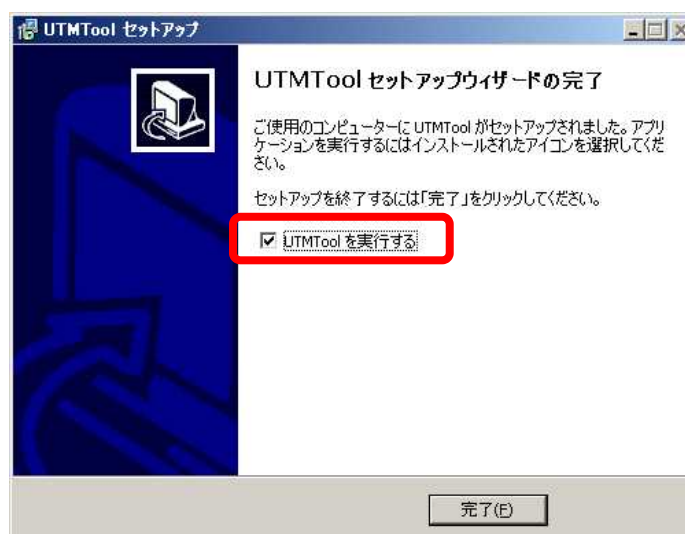 UTMTool セットアップ
UTMTool セットアップウィザードの完了
ご使用のコンピューターに UTMTool がセットアップされました。アプリ
ケーションを実行するにはインストールされたアイコンを選択してくだ
さい。
セットアップを終了するには「完了」をクリックしてください。
UTMTool を実行する
完了(F)